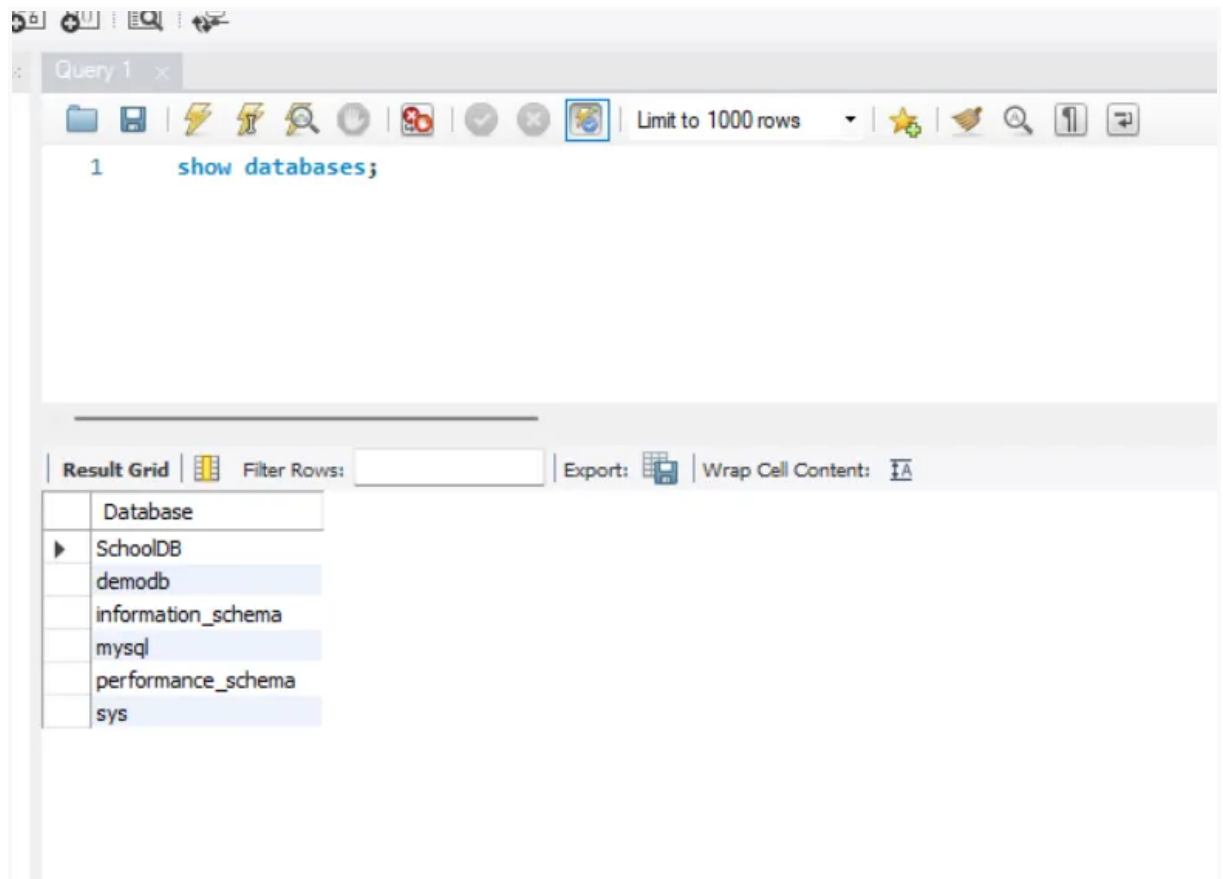 Query 1
Limit to 1000 rows
1 show databases;
Result Grid Filter Rows: Export: Wrap Cell Content:
Database
SchoolDB
demodb
information_schema
mysql
performance_schema
sys